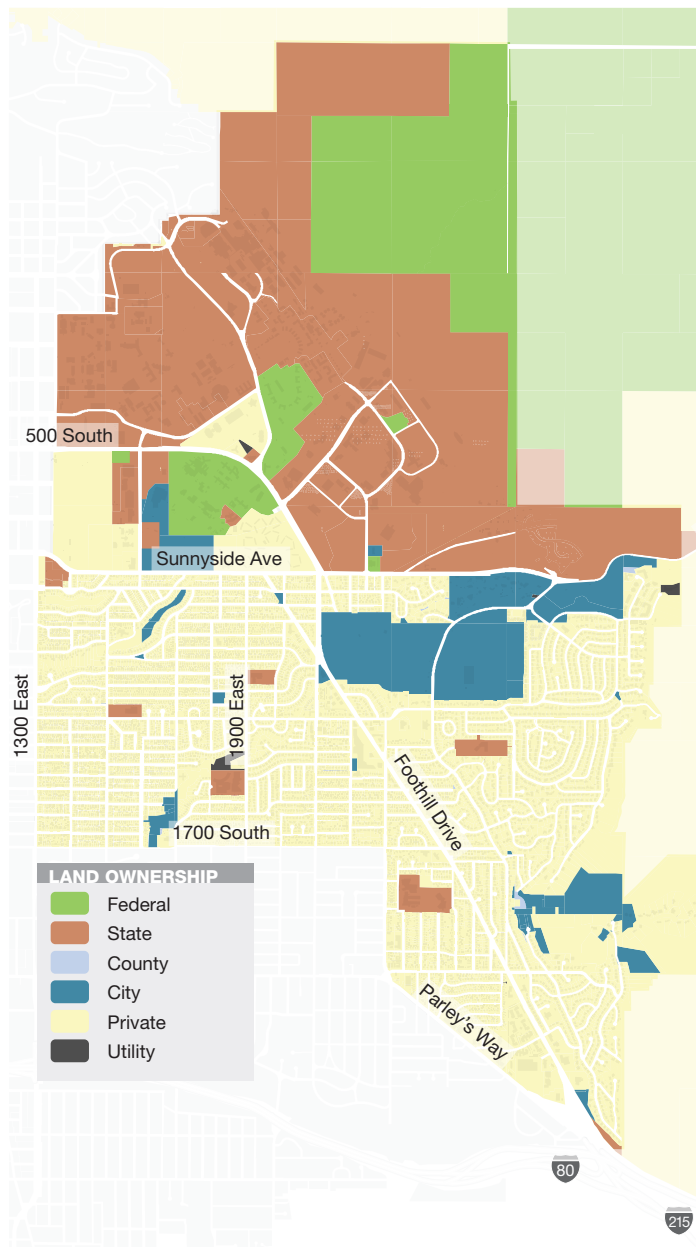 500 South
Sunnyside Ave
1300 East
1900 East
Foothill Drive
1700 South
LAND OWNERSHIP
Federal
State
County
City
Private
Utility
Parley's Way
80
215